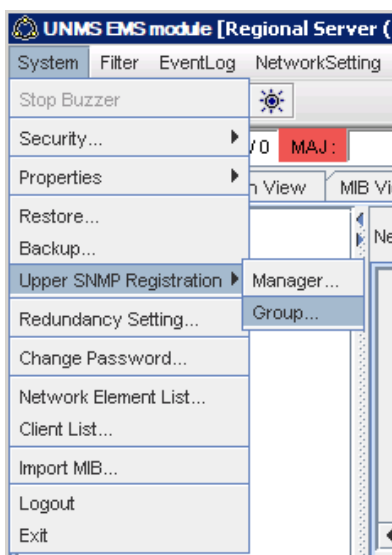 UNMS EMS module [Regional Server (
System Filter EventLog NetworkSetting
Stop Buzzer
Security...
/ 0 MAJ :
Properties
n View MIB Vi
Restore...
Ne
Backup...
Upper SNMP Registration Manager...
Group...
Redundancy Setting...
Change Password...
Network Element List...
Client List...
Import MIB...
Logout
Exit